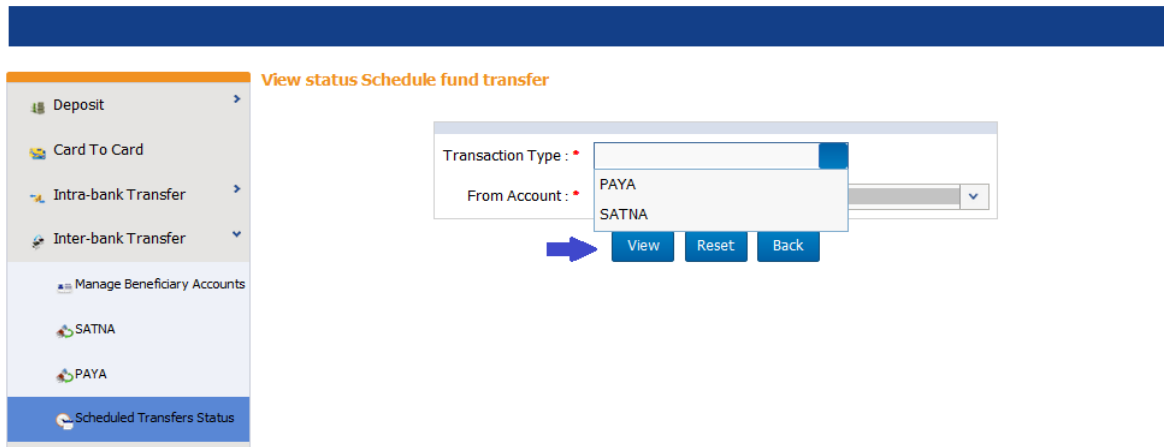 View status Schedule fund transfer
Deposit
Card To Card
Intra-bank Transfer
Inter-bank Transfer
Manage Beneficiary Accounts
SATNA
PAYA
Scheduled Transfers Status
Transaction Type : *
PAYA
SATNA
From Account : *
View Reset Back